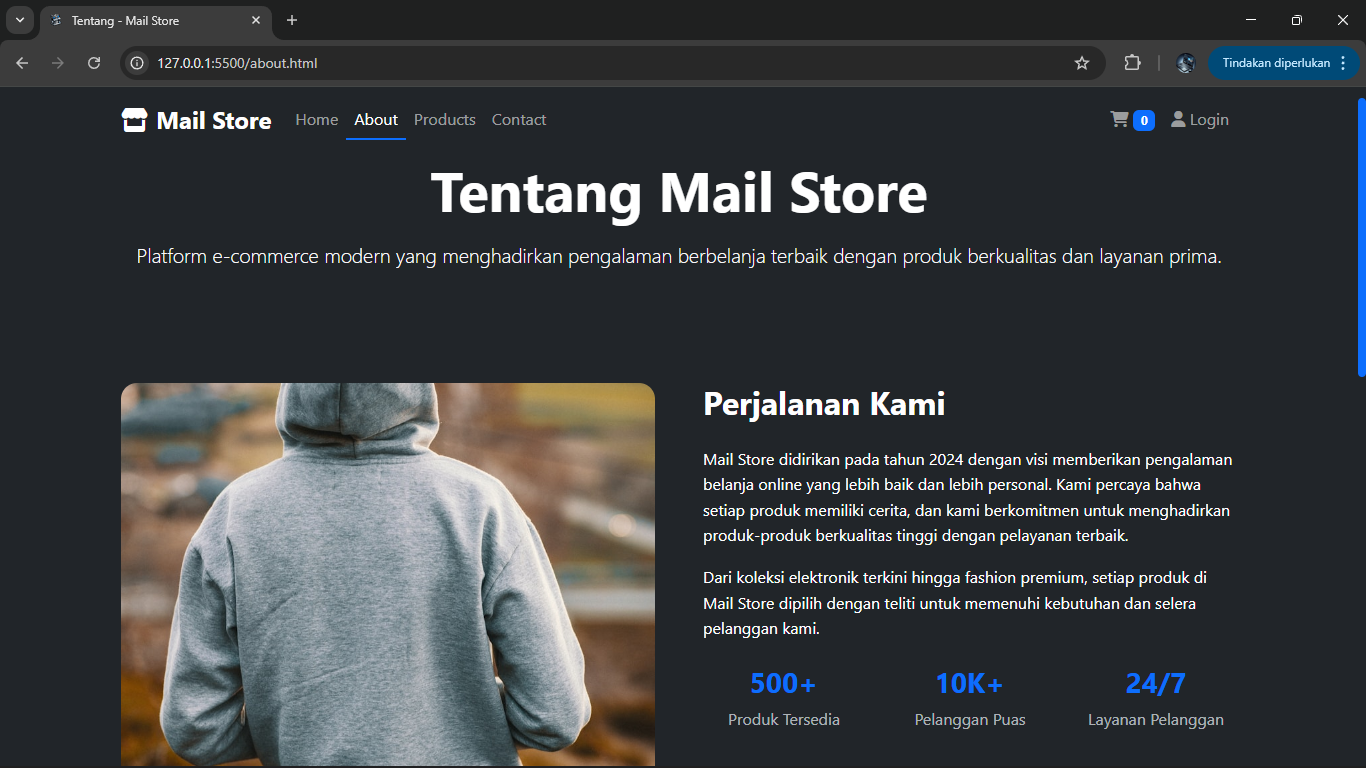 Tentang - Mail Store
127.0.0.1:5500/about.html
Tindakan diperlukan
Mail Store
Home
About
Products
Contact
0
Login
Tentang Mail Store
Platform e-commerce modern yang menghadirkan pengalaman berbelanja terbaik dengan produk berkualitas dan layanan prima.
Perjalanan Kami
Mail Store didirikan pada tahun 2024 dengan visi memberikan pengalaman
belanja online yang lebih baik dan lebih personal. Kami percaya bahwa
setiap produk memiliki cerita, dan kami berkomitmen untuk menghadirkan
produk-produk berkualitas tinggi dengan pelayanan terbaik.
Dari koleksi elektronik terkini hingga fashion premium, setiap produk di
Mail Store dipilih dengan teliti untuk memenuhi kebutuhan dan selera
pelanggan kami.
500+
Produk Tersedia
10K+
Pelanggan Puas
24/7
Layanan Pelanggan